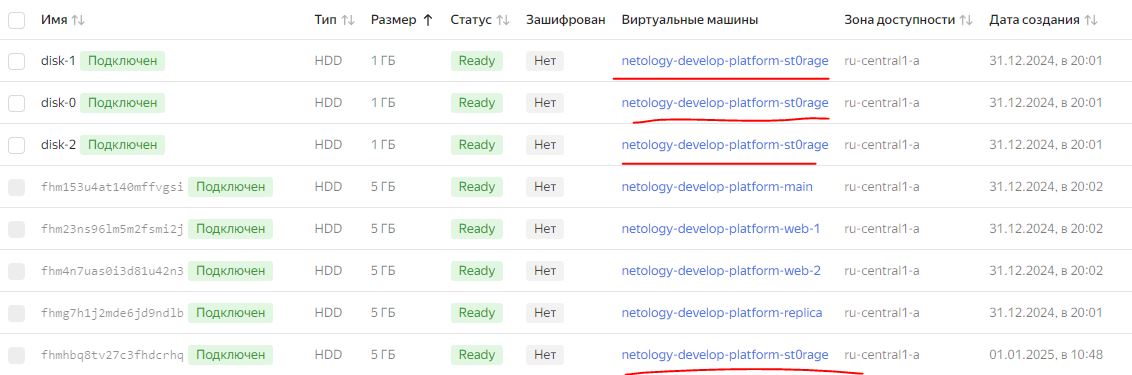 Имя Тип Размер Статус Зашифрован Виртуальные машины Зона доступности Дата создания
disk-1 Подключен HDD 1 ГБ Ready Нет netology-develop-platform-st0rage ru-central1-a 31.12.2024, в 20:01
disk-0 Подключен HDD 1 ГБ Ready Нет netology-develop-platform-st0rage ru-central1-a 31.12.2024, в 20:01
disk-2 Подключен HDD 1 ГБ Ready Нет netology-develop-platform-st0rage ru-central1-a 31.12.2024, в 20:01
fhm153u4at140mffvgsi Подключен HDD 5 ГБ Ready Нет netology-develop-platform-main ru-central1-a 31.12.2024, в 20:02
fhm23ns96lm5m2fsmi2j Подключен HDD 5 ГБ Ready Нет netology-develop-platform-web-1 ru-central1-a 31.12.2024, в 20:02
fhm4n7uas0i3d81u42n3 Подключен HDD 5 ГБ Ready Нет netology-develop-platform-web-2 ru-central1-a 31.12.2024, в 20:02
fhmg7h1j2mde6jd9ndlb Подключен HDD 5 ГБ Ready Нет netology-develop-platform-replica ru-central1-a 31.12.2024, в 20:01
fhmhbq8tv27c3fhdcrhq Подключен HDD 5 ГБ Ready Нет netology-develop-platform-st0rage ru-central1-a 01.01.2025, в 10:48